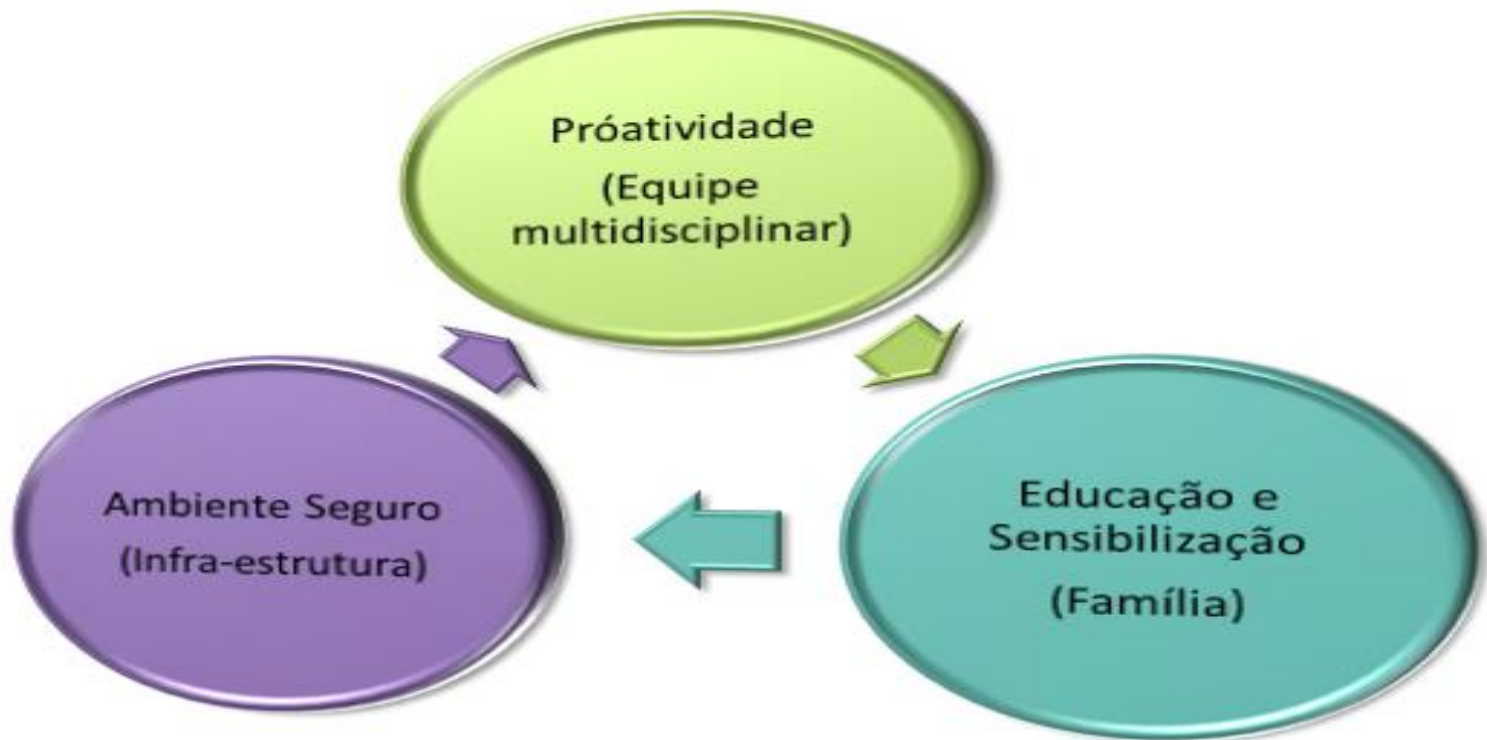 Próatividade
(Equipe
multidisciplinar)
Ambiente Seguro
(Infra-estrutura)
Educação e
Sensibilização
(Família)